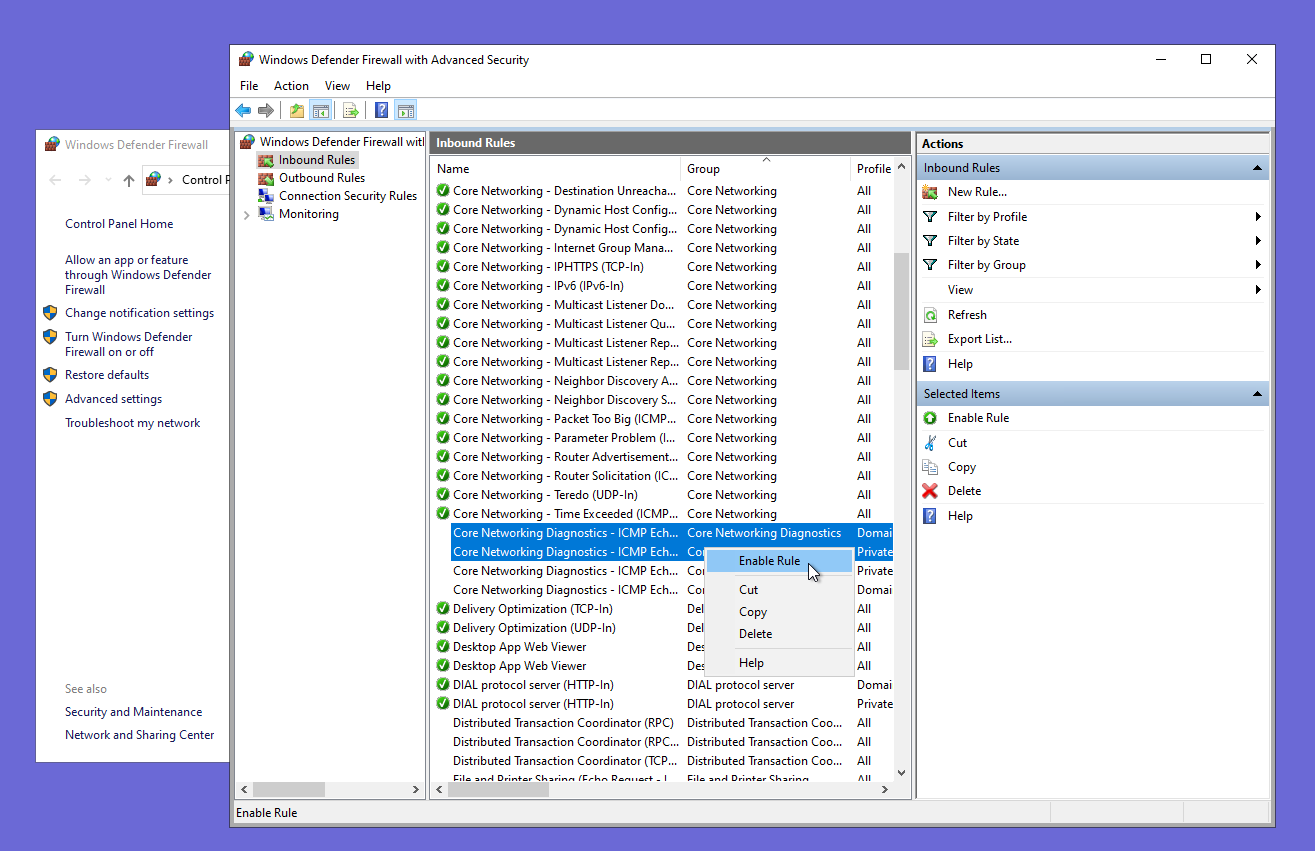 Windows Defender Firewall with Advanced Security
File Action View Help
Windows Defender Firewall
Control P
Control Panel Home
Allow an app or feature
through Windows Defender
Firewall
Change notification settings
Turn Windows Defender
Firewall on or off
Restore defaults
Advanced settings
Troubleshoot my network
See also
Security and Maintenance
Network and Sharing Center
Windows Defender Firewall wit
Inbound Rules
Outbound Rules
Connection Security Rules
Monitoring
Inbound Rules
Name Group Profile
Core Networking - Destination Unreacha... Core Networking All
Core Networking - Dynamic Host Config... Core Networking All
Core Networking - Dynamic Host Config... Core Networking All
Core Networking - Internet Group Mana... Core Networking All
Core Networking - IPHTTPS (TCP-In) Core Networking All
Core Networking - IPv6 (IPv6-In) Core Networking All
Core Networking - Multicast Listener Do... Core Networking All
Core Networking - Multicast Listener Qu... Core Networking All
Core Networking - Multicast Listener Rep... Core Networking All
Core Networking - Multicast Listener Rep... Core Networking All
Core Networking - Neighbor Discovery A... Core Networking All
Core Networking - Neighbor Discovery S... Core Networking All
Core Networking - Packet Too Big (ICMP... Core Networking All
Core Networking - Parameter Problem (I... Core Networking All
Core Networking - Router Advertisement... Core Networking All
Core Networking - Router Solicitation (IC... Core Networking All
Core Networking - Teredo (UDP-In) Core Networking All
Core Networking - Time Exceeded (ICMP... Core Networking All
Core Networking Diagnostics - ICMP Ech... Core Networking Diagnostics Domai
Core Networking Diagnostics - ICMP Ech... Co Private
Core Networking Diagnostics - ICMP Ech... Co Private
Core Networking Diagnostics - ICMP Ech... Co Domai
Delivery Optimization (TCP-In) Del All
Delivery Optimization (UDP-In) Del All
Desktop App Web Viewer Des All
Desktop App Web Viewer Des All
DIAL protocol server (HTTP-In) DIAL protocol server Domai
DIAL protocol server (HTTP-In) DIAL protocol server Private
Distributed Transaction Coordinator (RPC) Distributed Transaction Coo... All
Distributed Transaction Coordinator (RPC... Distributed Transaction Coo... All
Distributed Transaction Coordinator (TCP... Distributed Transaction Coo... All
File and Printer Sharing (Echo Request - I... File and Printer Sharing All
Enable Rule
Cut
Copy
Delete
Help
Actions
Inbound Rules
New Rule...
Filter by Profile
Filter by State
Filter by Group
View
Refresh
Export List...
Help
Selected Items
Enable Rule
Cut
Copy
Delete
Help
Enable Rule